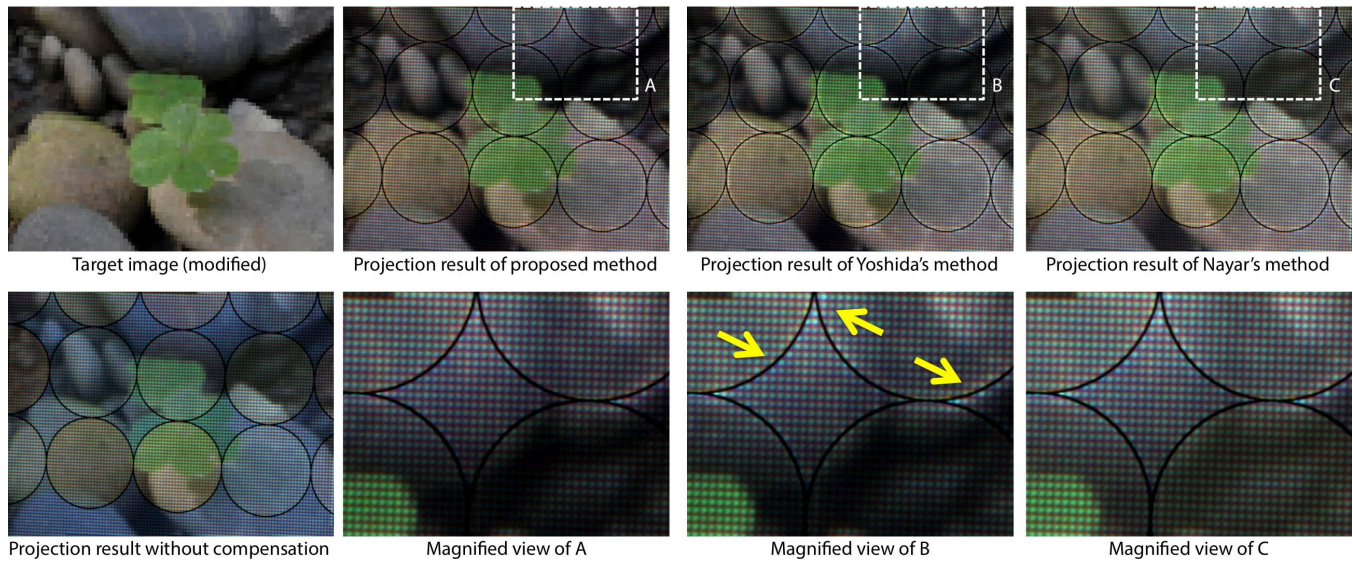 A
B
C
Target image (modified)
Projection result of proposed method
Projection result of Yoshida's method
Projection result of Nayar's method
Projection result without compensation
Magnified view of A
Magnified view of B
Magnified view of C